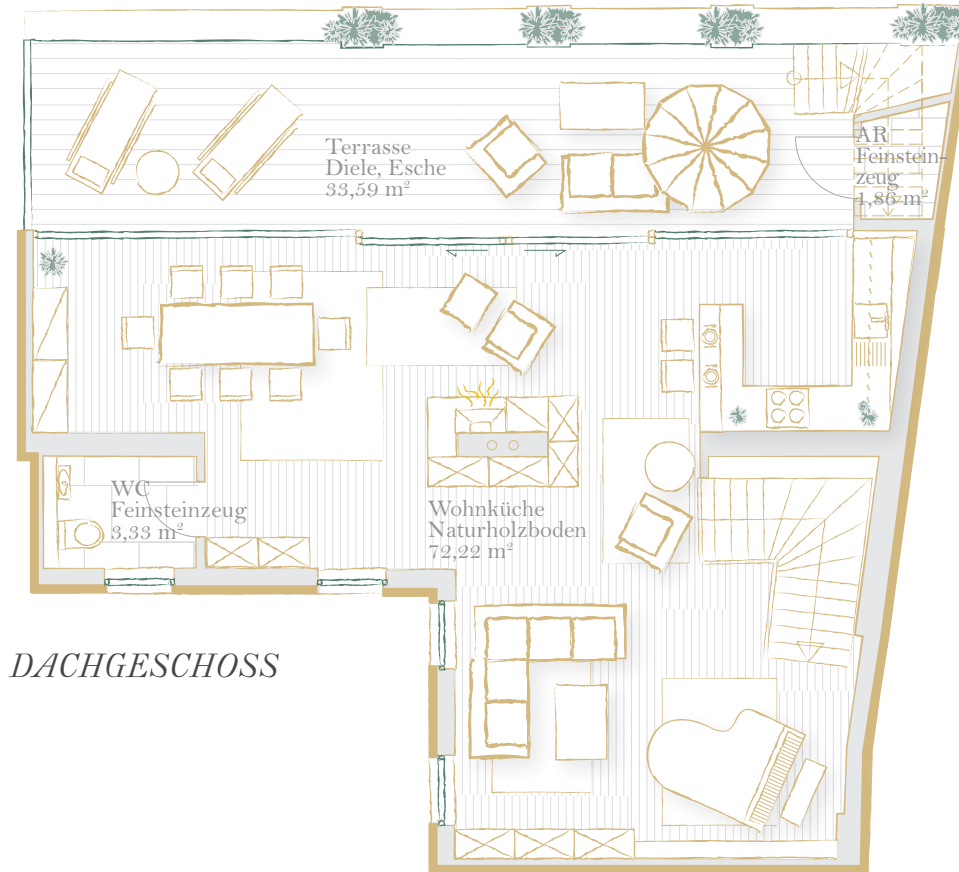 Terrasse
Diele, Esche
33,59 m²
AR
Feinstein-
zeug
1,86 m²
WC
Feinsteinzeug
3,33 m²
Wohnküche
Naturholzboden
72,22 m²
DACHGESCHOSS